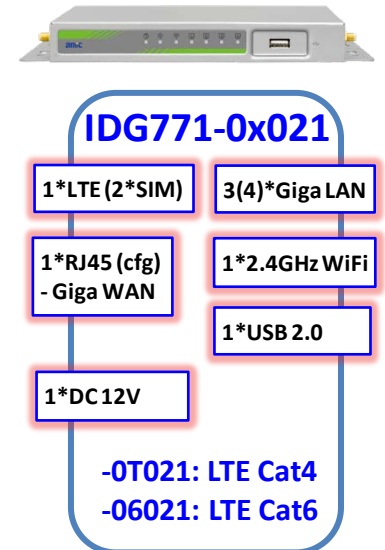 IDG771-0x021
1*LTE (2*SIM)
3(4)*Giga LAN
1*RJ45 (cfg)
- Giga WAN
1*2.4GHz WiFi
1*USB 2.0
1*DC 12V
-0T021: LTE Cat4
-06021: LTE Cat6